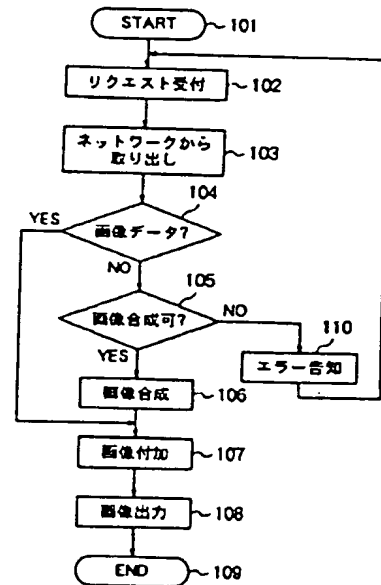 START
101
リクエスト受付
102
ネットワークから
取り出し
103
104
YES
画像データ?
NO
105
画像合成可?
NO
110
YES
エラー告知
画像合成
106
画像付加
107
画像出力
108
END
109